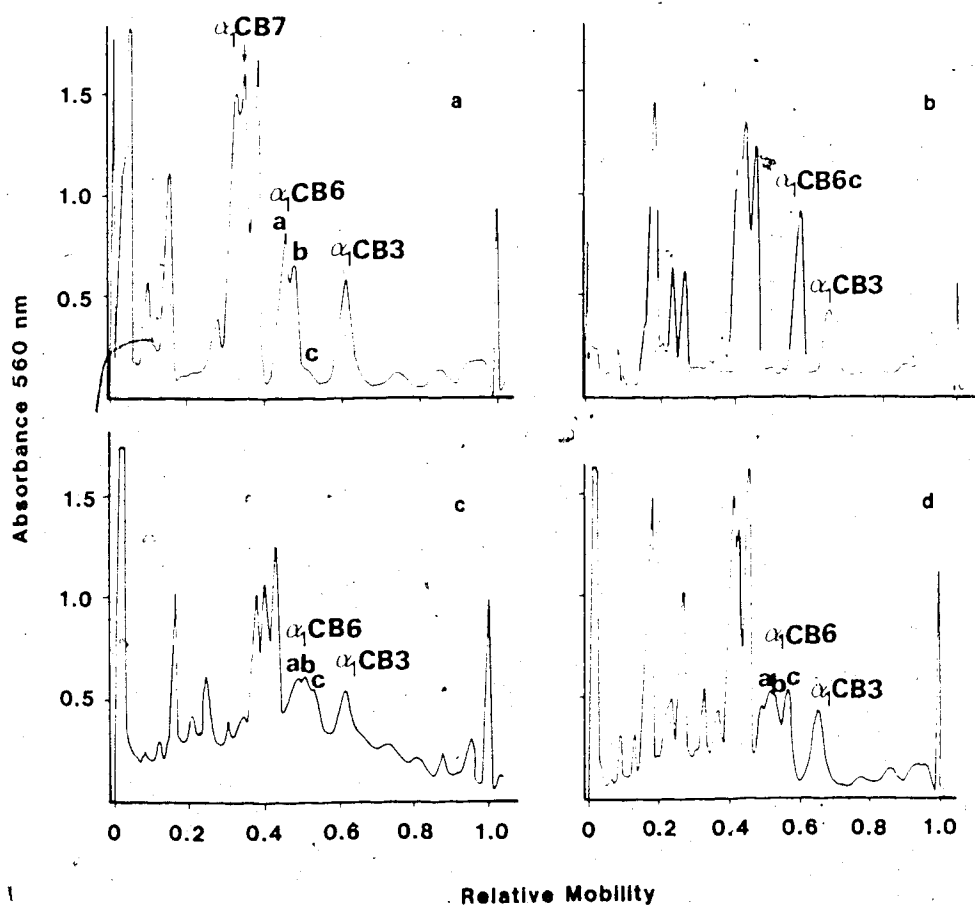 α₁CB7
1.5
a
b
1.0
α₁CB6
a
b
α₁CB3
α₁CB6c
0.5
c
α₁CB3
Absorbance 560 nm
1.5
c
d
1.0
α₁CB6
ab
c
α₁CB3
α₁CB6
a
b
c
α₁CB3
0.5
0 0.2 0.4 0.6 0.8 1.0
0 0.2 0.4 0.6 0.8 1.0
Relative Mobility